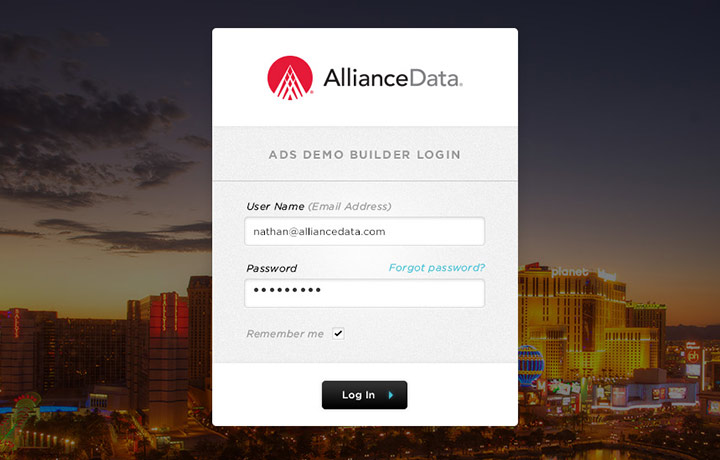 AllianceData®
ADS DEMO BUILDER LOGIN
User Name (Email Address)
nathan@alliancedata.com
Password Forgot password?
Remember me
Log In
planet